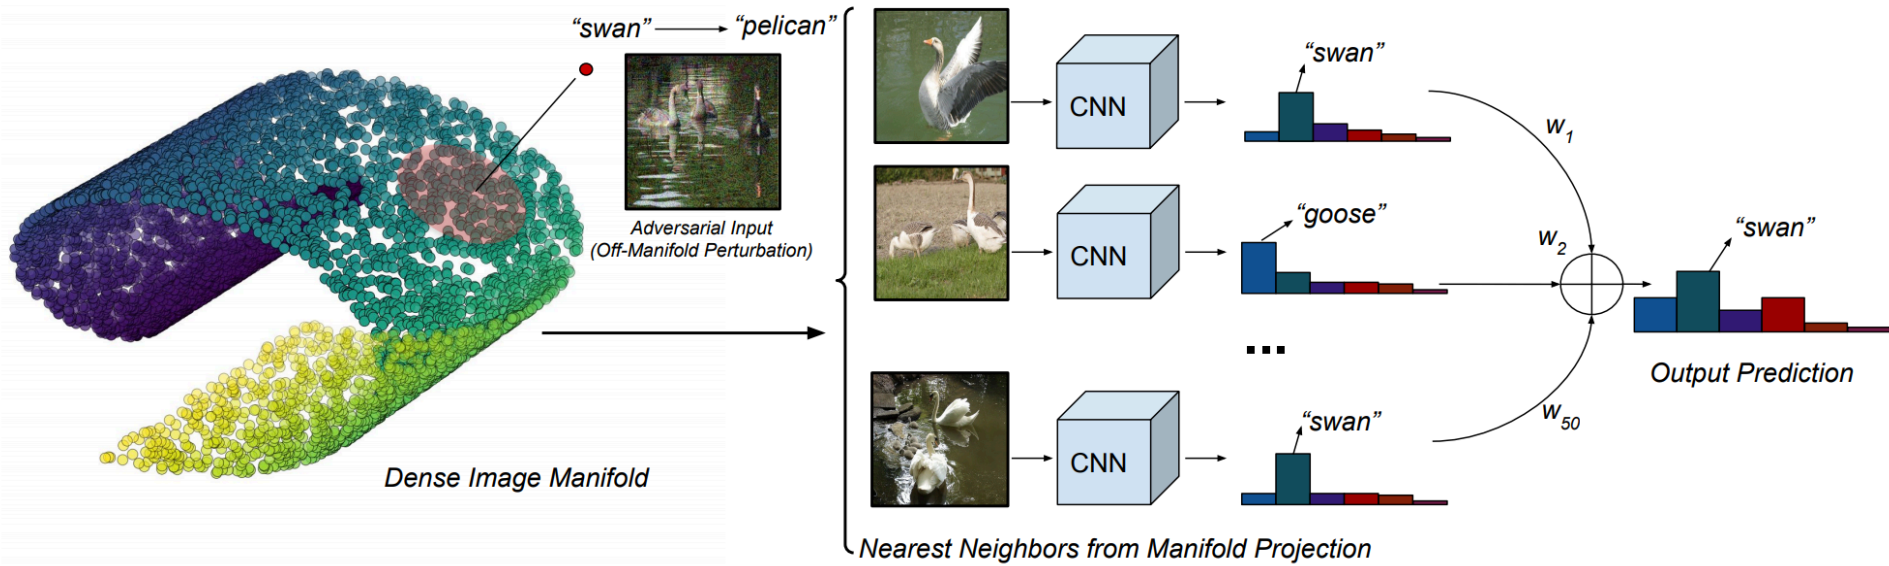 “swan” “pelican”
Adversarial Input
(Off-Manifold Perturbation)
Dense Image Manifold
CNN
“swan”
w1
CNN
“goose”
w2
...
CNN
“swan”
w50
“swan”
Output Prediction
Nearest Neighbors from Manifold Projection